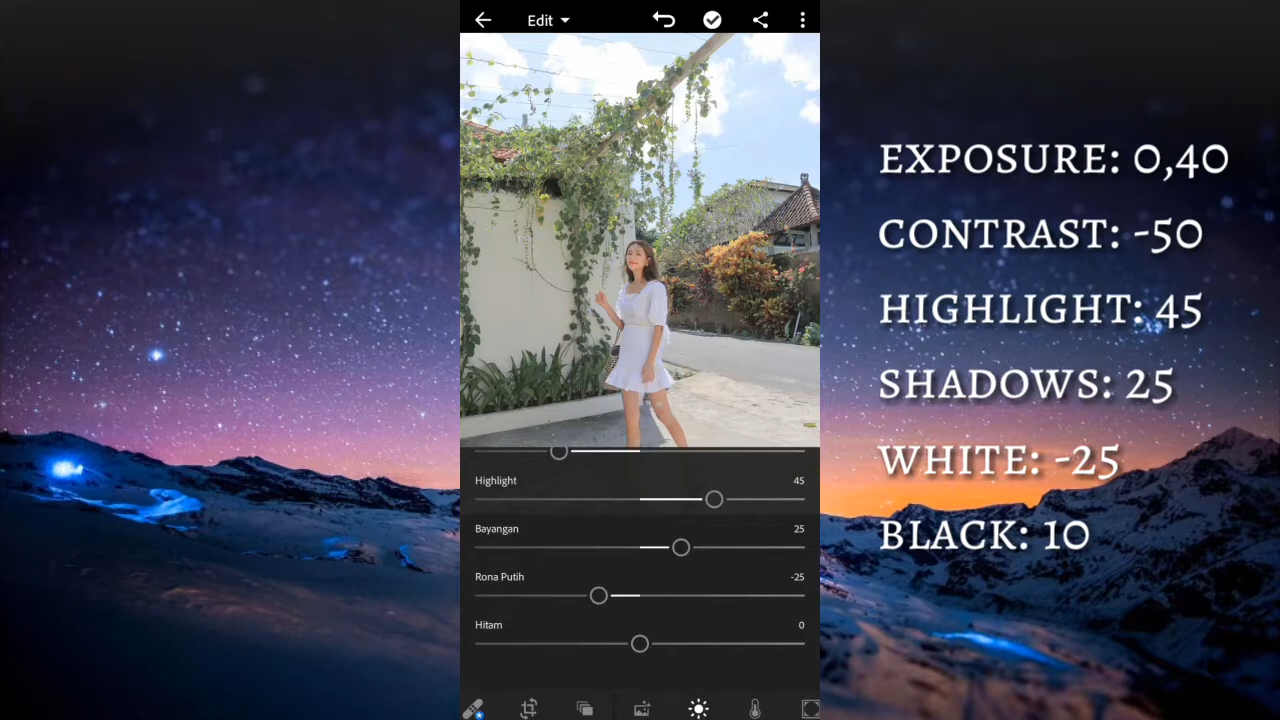 Edit
EXPOSURE: 0,40
CONTRAST: -50
HIGHLIGHT: 45
SHADOWS: 25
WHITE: -25
BLACK: 10
Highlight 45
Bayangan 25
Rona Putih -25
Hitam 0